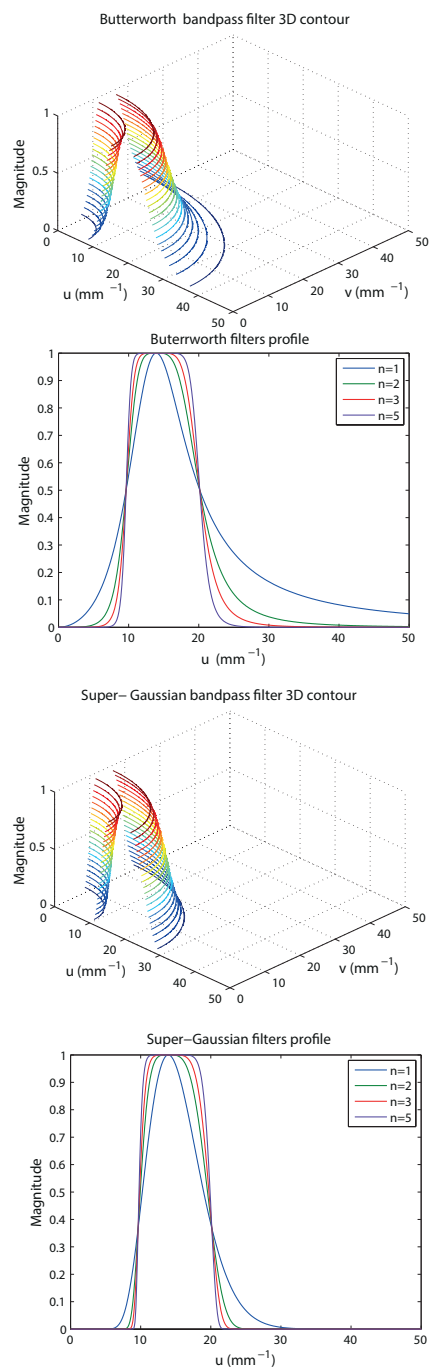 Butterworth bandpass filter 3D contour
1
0.5
0
Magnitude
0
10
20
30
40
50
u (mm⁻¹)
0
10
20
30
40
50
v (mm⁻¹)
Buterrworth filters profile
1
0.9
0.8
0.7
0.6
0.5
0.4
0.3
0.2
0.1
0
Magnitude
n=1
n=2
n=3
n=5
0
10
20
30
40
50
u (mm⁻¹)
Super− Gaussian bandpass filter 3D contour
1
0.5
0
Magnitude
0
10
20
30
40
50
u (mm⁻¹)
0
10
20
30
40
50
v (mm⁻¹)
Super−Gaussian filters profile
1
0.9
0.8
0.7
0.6
0.5
0.4
0.3
0.2
0.1
0
Magnitude
n=1
n=2
n=3
n=5
0
10
20
30
40
50
u (mm⁻¹)